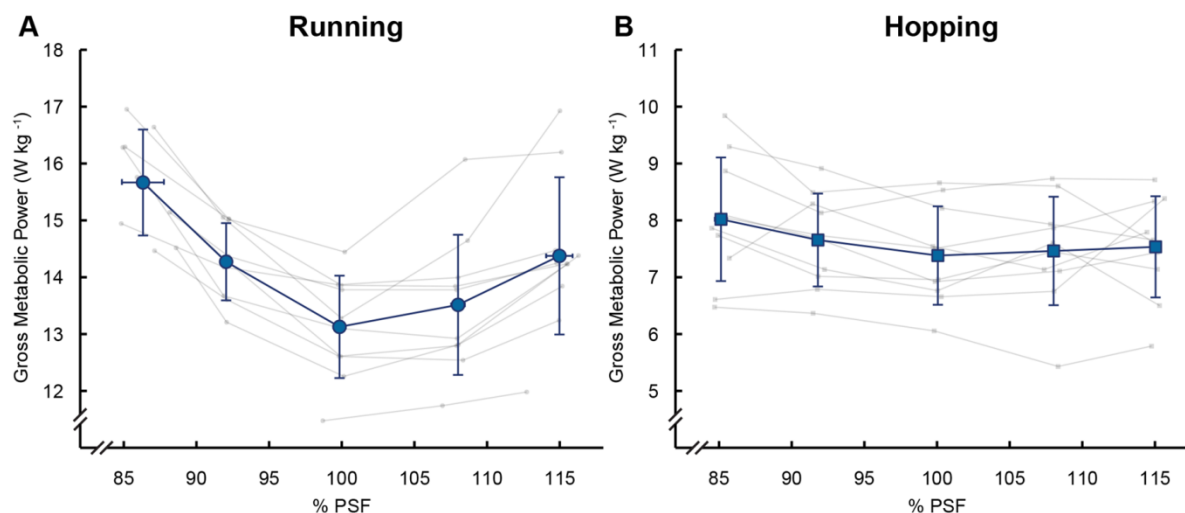 A
Running
18
17
16
15
14
13
12
Gross Metabolic Power (W kg ⁻¹)
85 90 95 100 105 110 115
% PSF
B
Hopping
11
10
9
8
7
6
5
Gross Metabolic Power (W kg ⁻¹)
85 90 95 100 105 110 115
% PSF